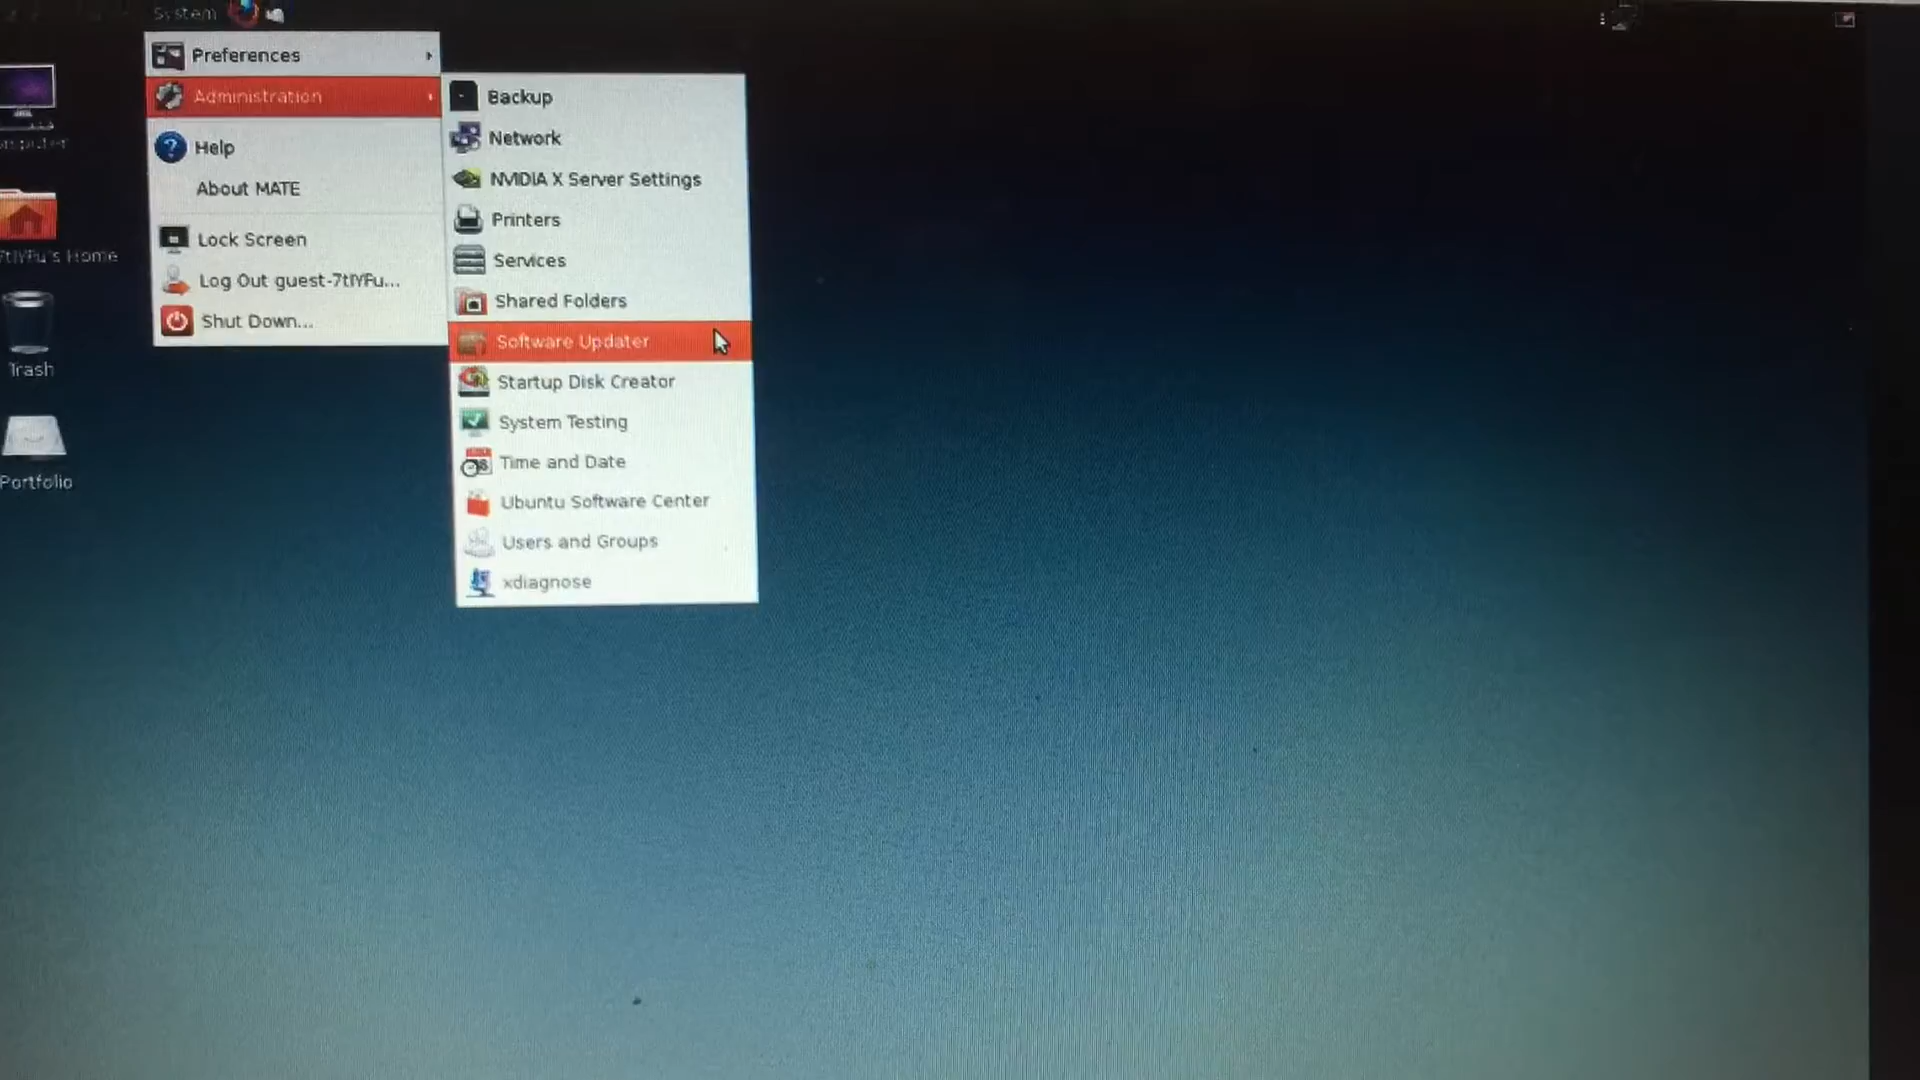 System
Preferences
Administration
Help
About MATE
Lock Screen
Log Out guest-7tIYFu...
Shut Down...
Backup
Network
NVIDIA X Server Settings
Printers
Services
Shared Folders
Software Updater
Startup Disk Creator
System Testing
Time and Date
Ubuntu Software Center
Users and Groups
xdiagnose
7tIYFu's Home
Trash
Portfolio